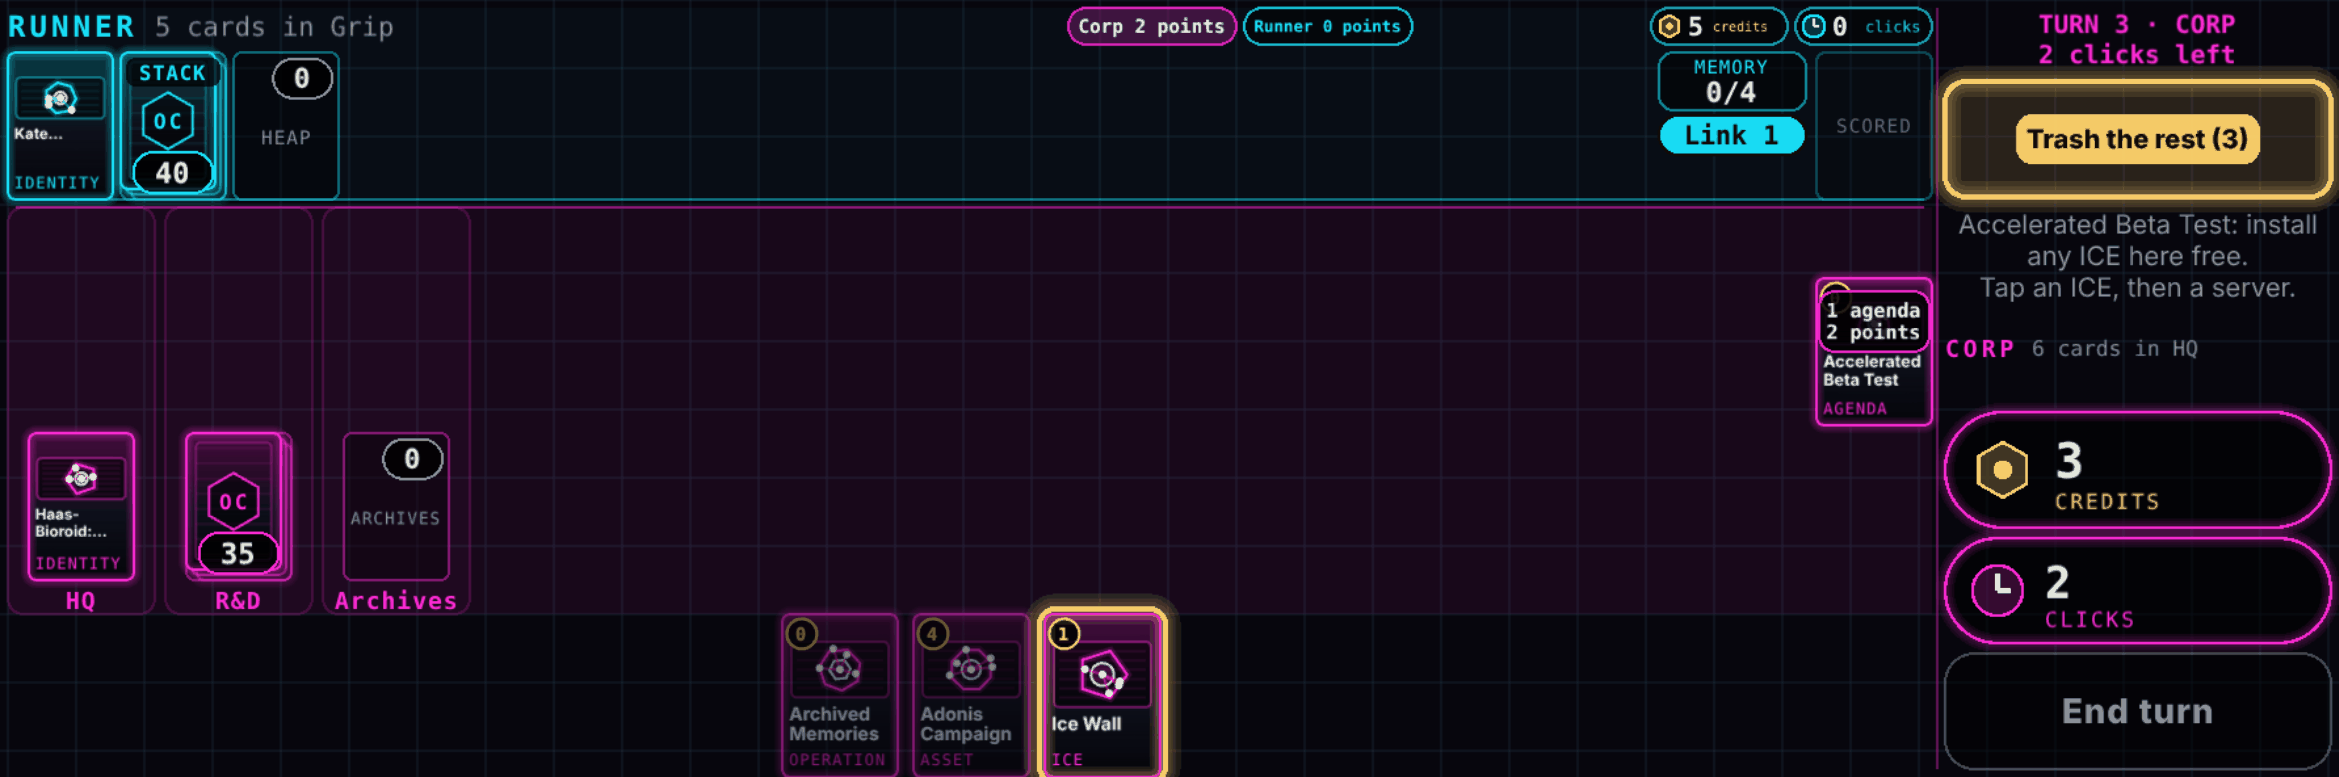 RUNNER 5 cards in Grip
Corp 2 points
Runner 0 points
5 credits
0 clicks
TURN 3 · CORP
2 clicks left
Kate...
IDENTITY
STACK
OC
40
0
HEAP
MEMORY
0/4
Link 1
SCORED
Trash the rest (3)
Accelerated Beta Test: install
any ICE here free.
Tap an ICE, then a server.
1 agenda
2 points
Accelerated
Beta Test
AGENDA
CORP 6 cards in HQ
3
CREDITS
2
CLICKS
End turn
Haas-
Bioroid:...
IDENTITY
HQ
OC
35
R&D
0
ARCHIVES
Archives
0
Archived
Memories
OPERATION
4
Adonis
Campaign
ASSET
1
Ice Wall
ICE